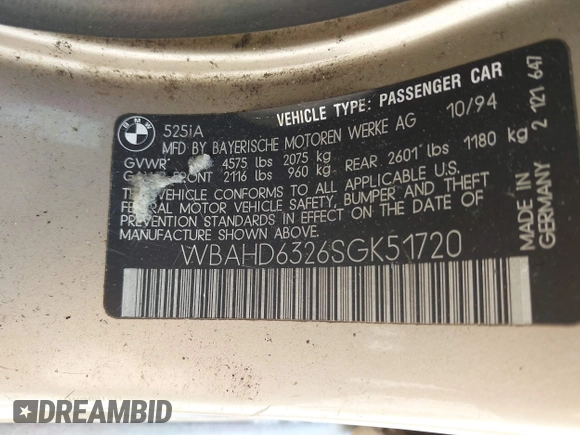 BMW
525iA
VEHICLE TYPE: PASSENGER CAR
MFD BY BAYERISCHE MOTOREN WERKE AG 10/94
GVWR 4575 lbs 2075 kg
FRONT 2116 lbs 960 kg REAR 2601 lbs 1180 kg
VEHICLE CONFORMS TO ALL APPLICABLE U.S.
FEDERAL MOTOR VEHICLE SAFETY, BUMPER AND THEFT
PREVENTION STANDARDS IN EFFECT ON DATE OF
MANUFACTURE SHOWN ABOVE
WBAHD6326SGK51720
MADE IN
GERMANY
2 121 647
DREAMBID